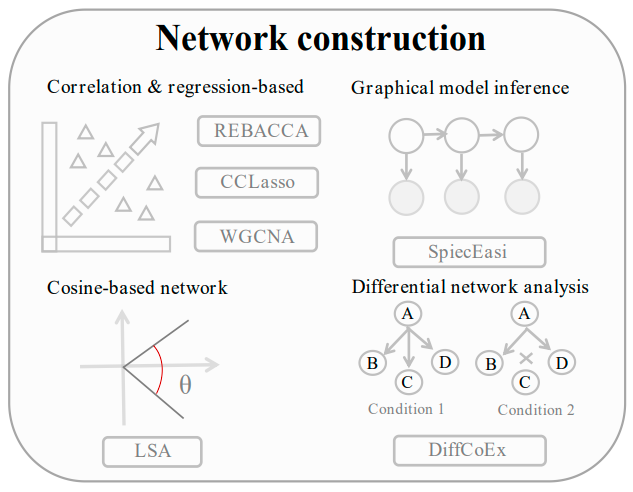 Network construction
Correlation & regression-based
REBACCA
CCLasso
WGCNA
Graphical model inference
SpiecEasi
Cosine-based network
θ
LSA
Differential network analysis
A
B
C
D
Condition 1
A
B
C
D
Condition 2
DiffCoEx